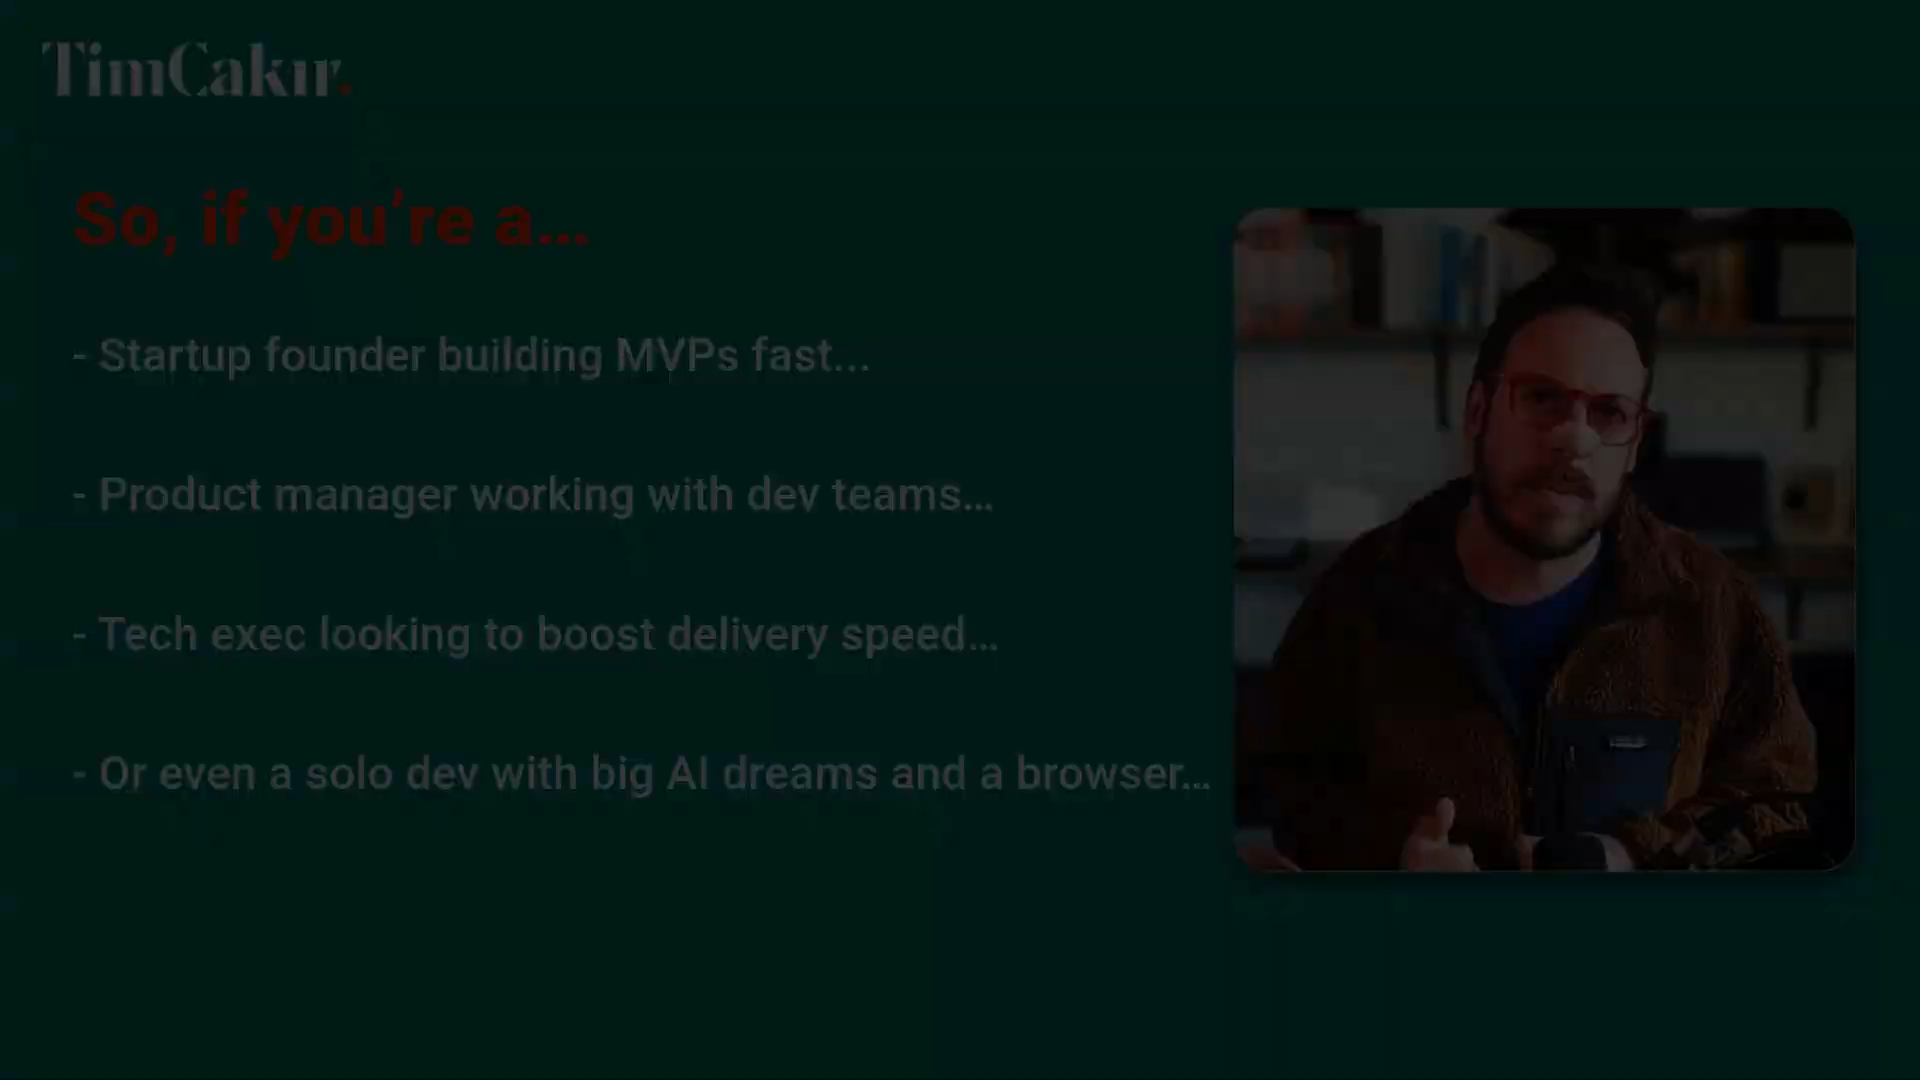 TimCakır.
So, if you're a...
- Startup founder building MVPs fast...
- Product manager working with dev teams...
- Tech exec looking to boost delivery speed...
- Or even a solo dev with big AI dreams and a browser...